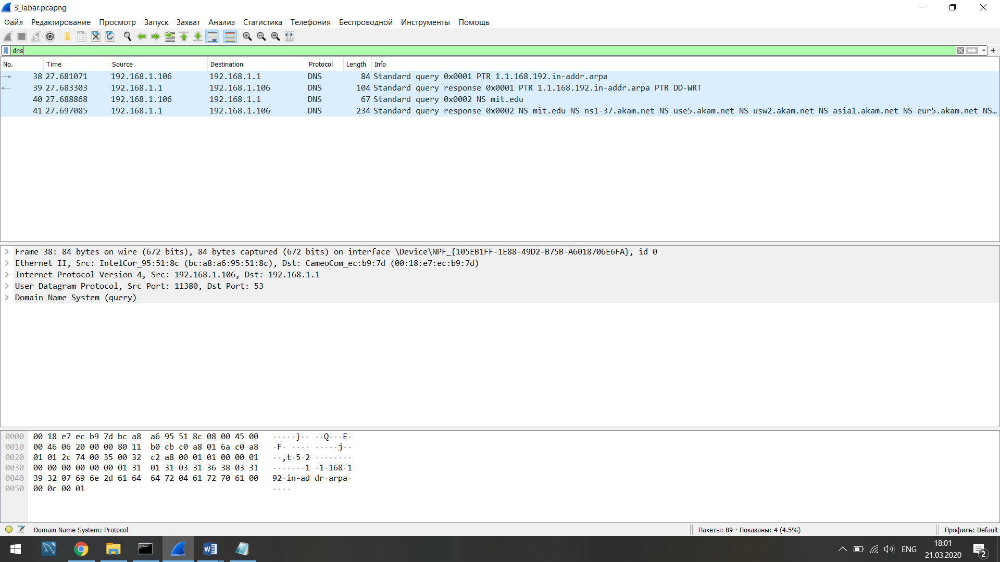 3_labar.pcapng
Файл Редактирование Просмотр Запуск Захват Анализ Статистика Телефония Беспроводной Инструменты Помощь
dns
No. Time Source Destination Protocol Length Info
38 27.681071 192.168.1.106 192.168.1.1 DNS 84 Standard query 0x0001 PTR 1.1.168.192.in-addr.arpa
39 27.683303 192.168.1.1 192.168.1.106 DNS 104 Standard query response 0x0001 PTR 1.1.168.192.in-addr.arpa PTR DD-WRT
40 27.688868 192.168.1.106 192.168.1.1 DNS 67 Standard query 0x0002 NS mit.edu
41 27.697085 192.168.1.1 192.168.1.106 DNS 234 Standard query response 0x0002 NS mit.edu NS ns1-37.akam.net NS use5.akam.net NS usw2.akam.net NS asia1.akam.net NS eur5.akam.net NS…
Frame 38: 84 bytes on wire (672 bits), 84 bytes captured (672 bits) on interface \Device\NPF_{105EB1FF-1E88-49D2-B75B-A6018706E6FA}, id 0
Ethernet II, Src: IntelCor_95:51:8c (bc:a8:a6:95:51:8c), Dst: CameoCom_ec:b9:7d (00:18:e7:ec:b9:7d)
Internet Protocol Version 4, Src: 192.168.1.106, Dst: 192.168.1.1
User Datagram Protocol, Src Port: 11380, Dst Port: 53
Domain Name System (query)
0000 00 18 e7 ec b9 7d bc a8 a6 95 51 8c 08 00 45 00 ·····}·· ··Q···E·
0010 00 46 06 20 00 00 80 11 b0 cb c0 a8 01 6a c0 a8 ·F· ···· ·····j··
0020 01 01 2c 74 00 35 00 32 c2 a8 00 01 01 00 00 01 ··,t·5·2 ········
0030 00 00 00 00 00 00 01 31 01 31 03 31 36 38 03 31 ·······1 ·1·168·1
0040 39 32 07 69 6e 2d 61 64 64 72 04 61 72 70 61 00 92·in-ad dr·arpa·
0050 00 0c 00 01 ····
Domain Name System: Protocol
Пакеты: 89 · Показаны: 4 (4.5%)
Профиль: Default
ENG
18:01
21.03.2020
2